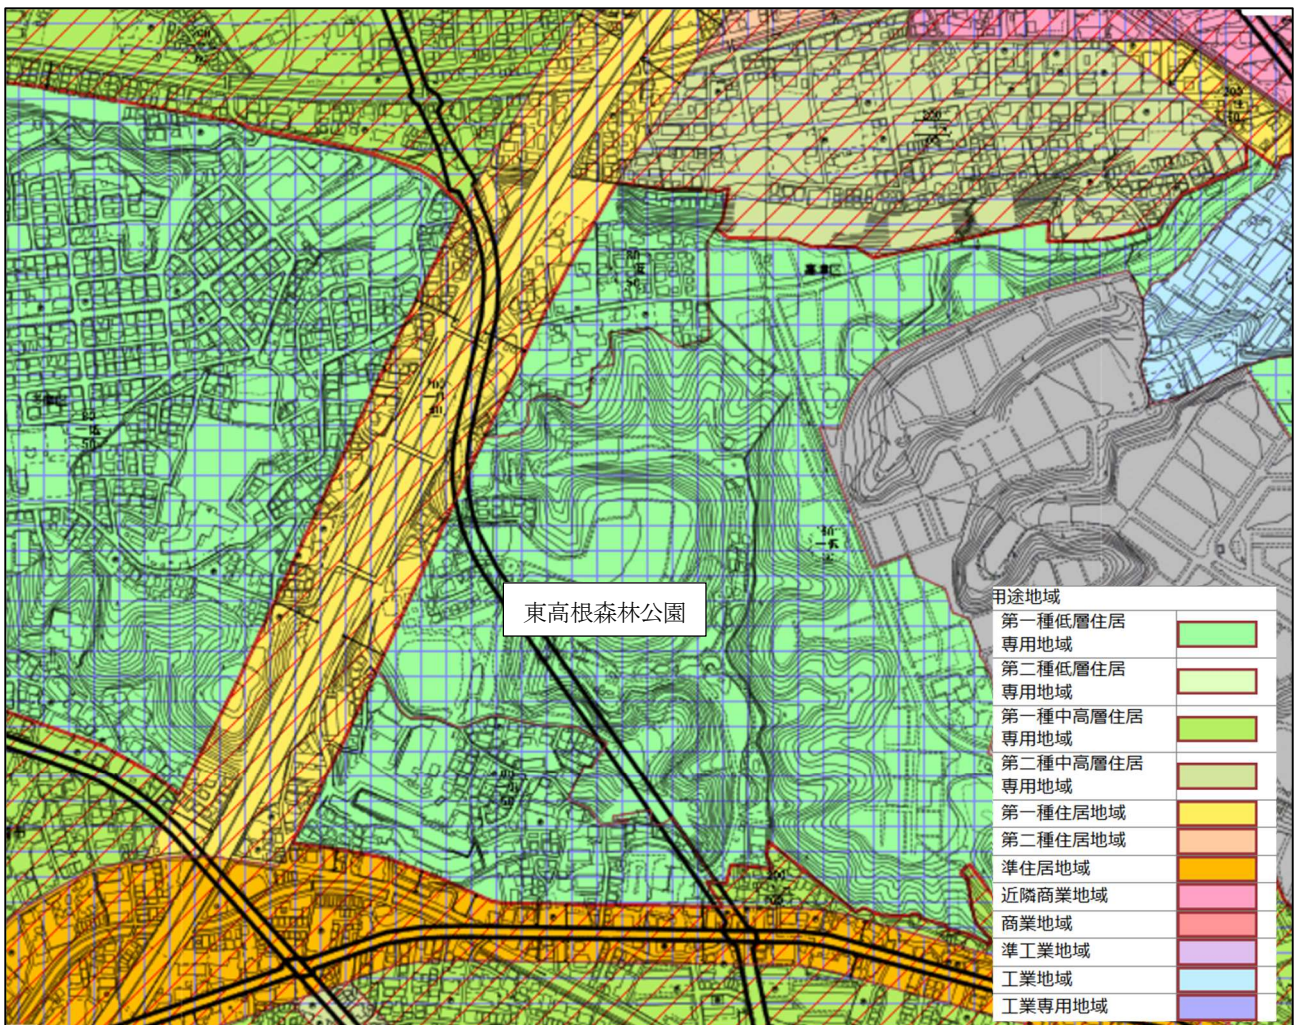 高津区
東高根森林公園
用途地域
第一種低層住居
専用地域
第二種低層住居
専用地域
第一種中高層住居
専用地域
第二種中高層住居
専用地域
第一種住居地域
第二種住居地域
準住居地域
近隣商業地域
商業地域
準工業地域
工業地域
工業専用地域